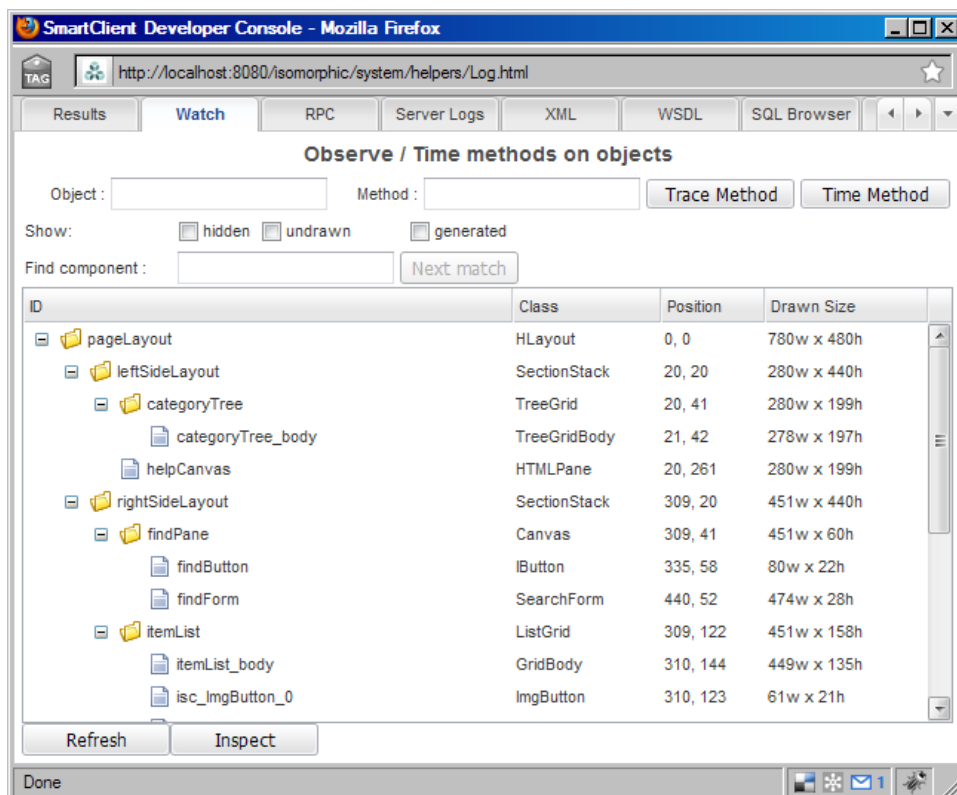 SmartClient Developer Console - Mozilla Firefox
TAG http://localhost:8080/isomorphic/system/helpers/Log.html
Results Watch RPC Server Logs XML WSDL SQL Browser
Observe / Time methods on objects
Object : Method : Trace Method Time Method
Show: hidden undrawn generated
Find component : Next match
ID Class Position Drawn Size
pageLayout HLayout 0, 0 780w x 480h
leftSideLayout SectionStack 20, 20 280w x 440h
categoryTree TreeGrid 20, 41 280w x 199h
categoryTree_body TreeGridBody 21, 42 278w x 197h
helpCanvas HTMLPane 20, 261 280w x 199h
rightSideLayout SectionStack 309, 20 451w x 440h
findPane Canvas 309, 41 451w x 60h
findButton IButton 335, 58 80w x 22h
findForm SearchForm 440, 52 474w x 28h
itemList ListGrid 309, 122 451w x 158h
itemList_body GridBody 310, 144 449w x 135h
isc_ImgButton_0 ImgButton 310, 123 61w x 21h
Refresh Inspect
Done 1